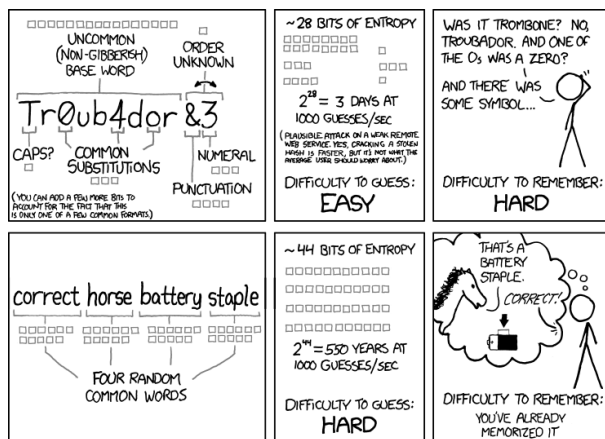 UNCOMMON
(NON-GIBBERISH)
BASE WORD
ORDER
UNKNOWN
Tr0ub4dor &3
CAPS?
COMMON
SUBSTITUTIONS
NUMERAL
PUNCTUATION
(YOU CAN ADD A FEW MORE BITS TO
ACCOUNT FOR THE FACT THAT THIS
IS ONLY ONE OF A FEW COMMON FORMATS.)
~28 BITS OF ENTROPY
2^28 = 3 DAYS AT
1000 GUESSES/SEC
(PLAUSIBLE ATTACK ON A WEAK REMOTE
WEB SERVICE. YES, CRACKING A STOLEN
HASH IS FASTER, BUT IT'S NOT WHAT THE
AVERAGE USER SHOULD WORRY ABOUT.)
DIFFICULTY TO GUESS:
EASY
WAS IT TROMBONE? NO,
TROUBADOR. AND ONE OF
THE Os WAS A ZERO?
AND THERE WAS
SOME SYMBOL...
DIFFICULTY TO REMEMBER:
HARD
correct horse battery staple
FOUR RANDOM
COMMON WORDS
~44 BITS OF ENTROPY
2^44 = 550 YEARS AT
1000 GUESSES/SEC
DIFFICULTY TO GUESS:
HARD
THAT'S A
BATTERY
STAPLE.
CORRECT!
DIFFICULTY TO REMEMBER:
YOU'VE ALREADY
MEMORIZED IT